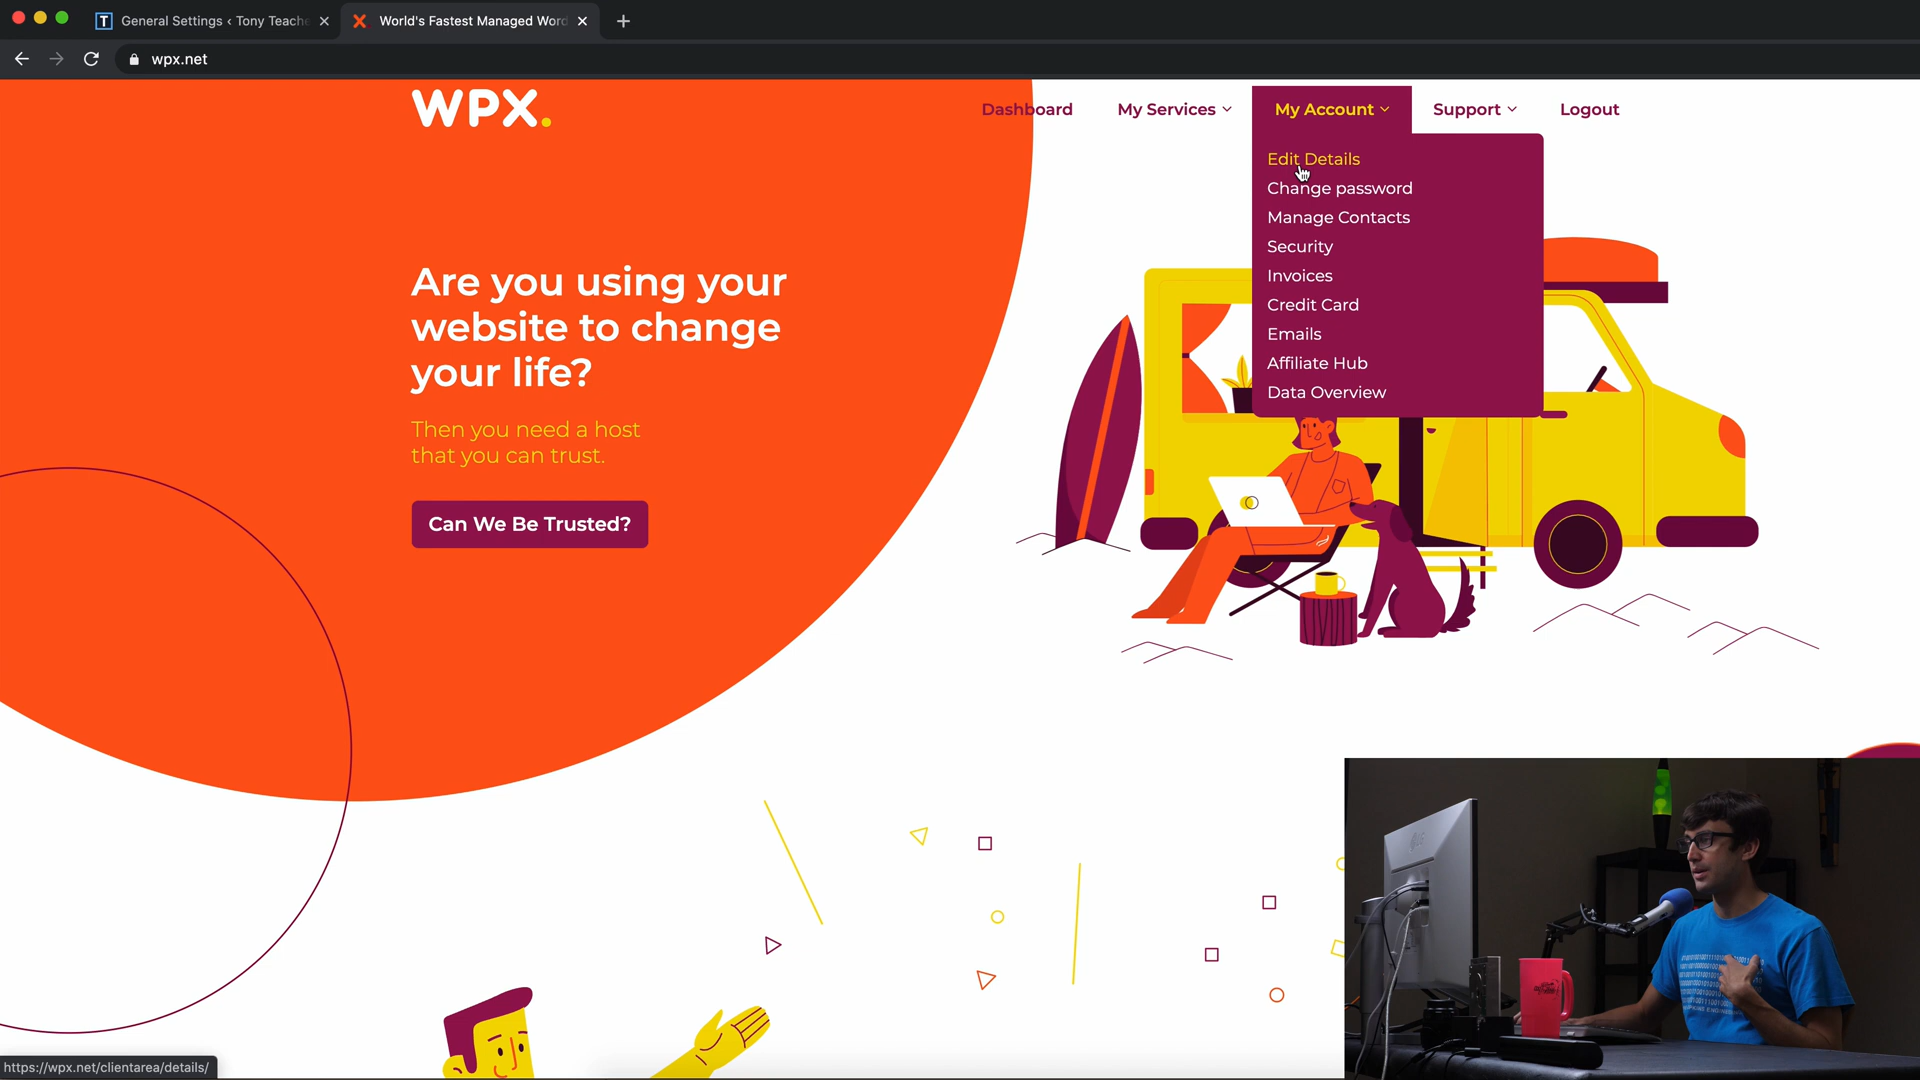 General Settings ‹ Tony Teache
World's Fastest Managed Word
wpx.net
WPX.
Dashboard
My Services
My Account
Support
Logout
Edit Details
Change password
Manage Contacts
Security
Invoices
Credit Card
Emails
Affiliate Hub
Data Overview
Are you using your
website to change
your life?
Then you need a host
that you can trust.
Can We Be Trusted?
https://wpx.net/clientarea/details/